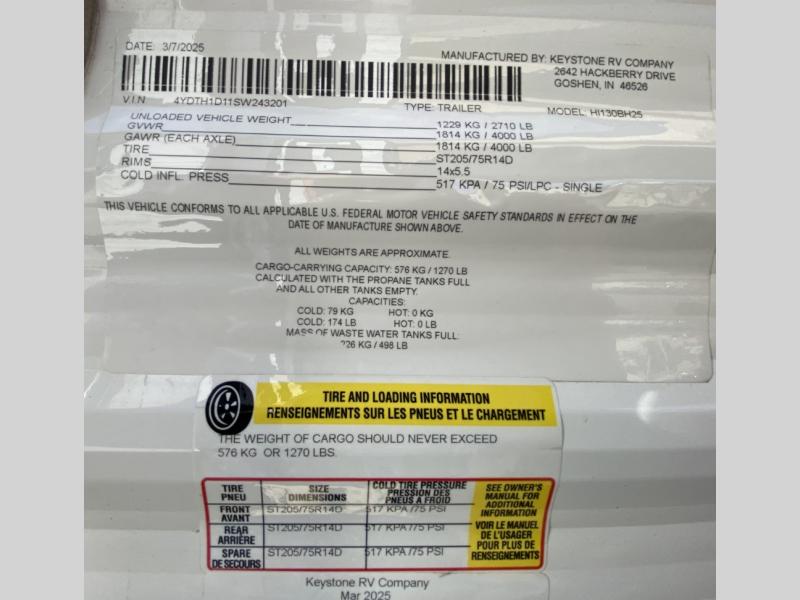 DATE: 3/7/2025
MANUFACTURED BY: KEYSTONE RV COMPANY
2642 HACKBERRY DRIVE
GOSHEN, IN 46526
V.I.N 4YDTH1D11SW243201 TYPE: TRAILER MODEL: HI130BH25
UNLOADED VEHICLE WEIGHT 1229 KG / 2710 LB
GVWR 1814 KG / 4000 LB
GAWR (EACH AXLE) 1814 KG / 4000 LB
TIRE ST205/75R14D
RIMS 14x5.5
COLD INFL. PRESS 517 KPA / 75 PSI/LPC - SINGLE
THIS VEHICLE CONFORMS TO ALL APPLICABLE U.S. FEDERAL MOTOR VEHICLE SAFETY STANDARDS IN EFFECT ON THE
DATE OF MANUFACTURE SHOWN ABOVE.
ALL WEIGHTS ARE APPROXIMATE.
CARGO-CARRYING CAPACITY: 576 KG / 1270 LB
CALCULATED WITH THE PROPANE TANKS FULL
AND ALL OTHER TANKS EMPTY.
CAPACITIES:
COLD: 79 KG HOT: 0 KG
COLD: 174 LB HOT: 0 LB
MASS OF WASTE WATER TANKS FULL:
226 KG / 498 LB
TIRE AND LOADING INFORMATION
RENSEIGNEMENTS SUR LES PNEUS ET LE CHARGEMENT
THE WEIGHT OF CARGO SHOULD NEVER EXCEED
576 KG OR 1270 LBS.
TIRE
PNEU
SIZE
DIMENSIONS
COLD TIRE PRESSURE
PRESSION DES
PNEUS A FROID
FRONT
AVANT
ST205/75R14D 517 KPA /75 PSI
REAR
ARRIÈRE
ST205/75R14D 517 KPA /75 PSI
SPARE
DE SECOURS
ST205/75R14D 517 KPA /75 PSI
SEE OWNER'S
MANUAL FOR
ADDITIONAL
INFORMATION
VOIR LE MANUEL
DE L'USAGER
POUR PLUS DE
RENSEIGNEMENTS
Keystone RV Company
Mar 2025